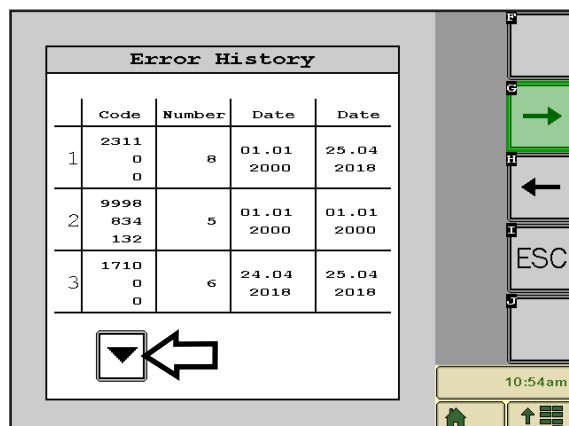 Error History
Code Number Date Date
1 2311 0 0 8 01.01 2000 25.04 2018
2 9998 834 132 5 01.01 2000 01.01 2000
3 1710 0 0 6 24.04 2018 25.04 2018
F
G
H
I
ESC
J
10:54am